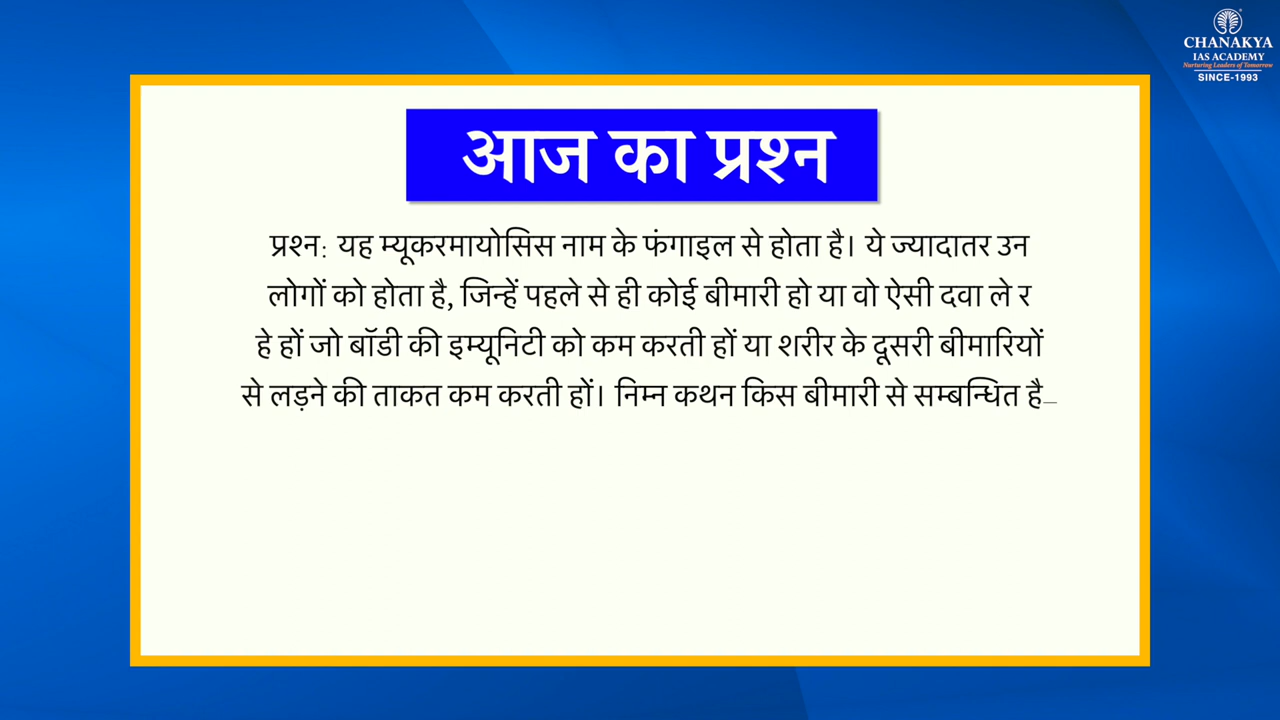 CHANAKYA
IAS ACADEMY
Nurturing Leaders of Tomorrow
SINCE-1993
आज का प्रश्न
प्रश्न: यह म्यूकरमायोसिस नाम के फंगाइल से होता है। ये ज्यादातर उन
लोगों को होता है, जिन्हें पहले से ही कोई बीमारी हो या वो ऐसी दवा ले र
हे हों जो बॉडी की इम्यूनिटी को कम करती हों या शरीर के दूसरी बीमारियों
से लड़ने की ताकत कम करती हों। निम्न कथन किस बीमारी से सम्बन्धित है–